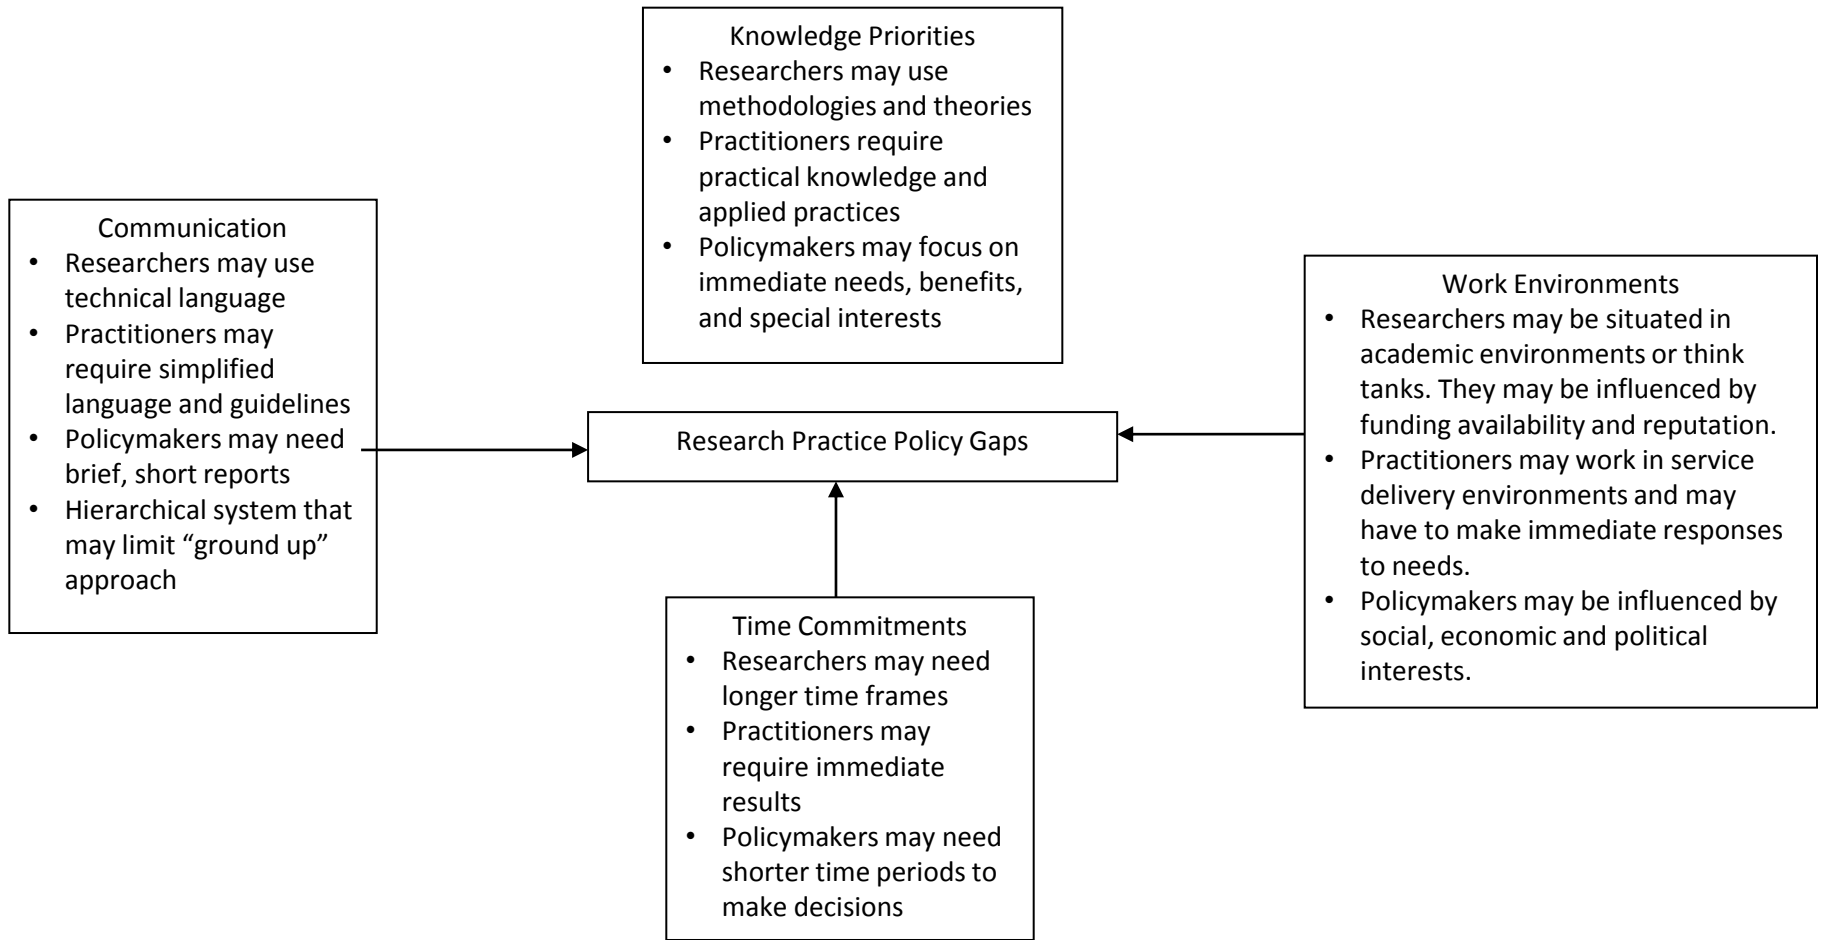 Knowledge Priorities
• Researchers may use
methodologies and theories
• Practitioners require
practical knowledge and
applied practices
• Policymakers may focus on
immediate needs, benefits,
and special interests
Communication
• Researchers may use
technical language
• Practitioners may
require simplified
language and guidelines
• Policymakers may need
brief, short reports
• Hierarchical system that
may limit “ground up”
approach
Research Practice Policy Gaps
Work Environments
• Researchers may be situated in
academic environments or think
tanks. They may be influenced by
funding availability and reputation.
• Practitioners may work in service
delivery environments and may
have to make immediate responses
to needs.
• Policymakers may be influenced by
social, economic and political
interests.
Time Commitments
• Researchers may need
longer time frames
• Practitioners may
require immediate
results
• Policymakers may need
shorter time periods to
make decisions